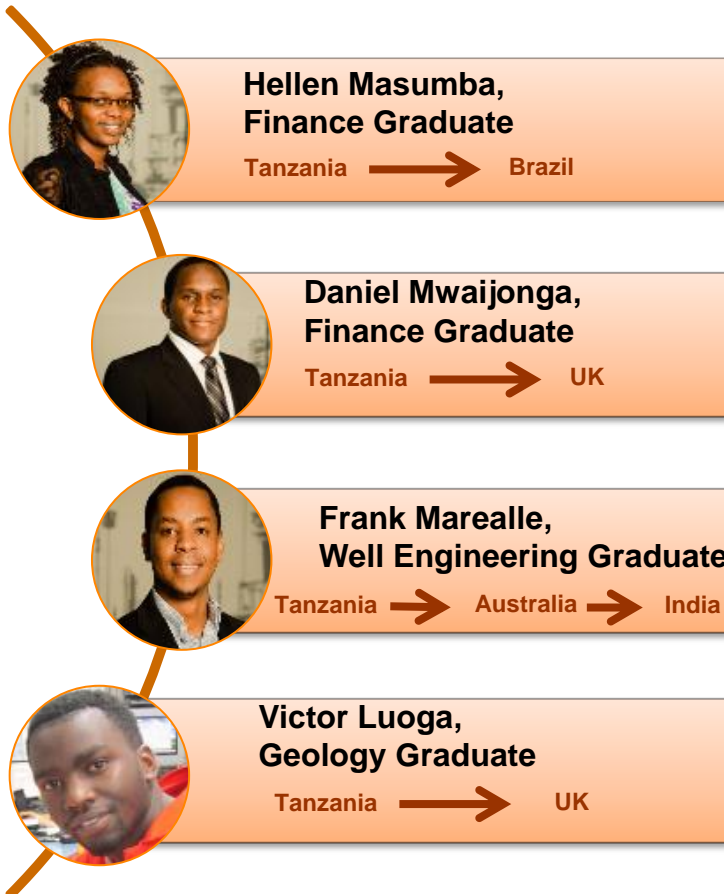 Hellen Masumba,
Finance Graduate
Tanzania Brazil
Daniel Mwaijonga,
Finance Graduate
Tanzania UK
Frank Marealle,
Well Engineering Graduate
Tanzania Australia India
Victor Luoga,
Geology Graduate
Tanzania UK